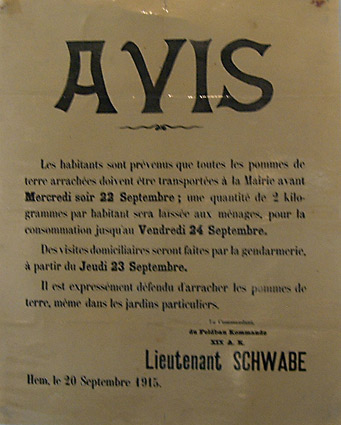 AVIS
Les habitants sont prévenus que toutes les pommes de
terre arrachées doivent être transportées à la Mairie avant
Mercredi soir 22 Septembre ; une quantité de 2 kilo-
grammes par habitant sera laissée aux ménages, pour la
consommation jusqu'au Vendredi 24 Septembre.
Des visites domiciliaires seront faites par la gendarmerie,
à partir du Jeudi 23 Septembre.
Il est expressément défendu d'arracher les pommes de
terre, même dans les jardins particuliers.
Le Commandant,
du Feldbau Kommando
XIX A. K.
Lieutenant SCHWABE
Hem, le 20 Septembre 1915.